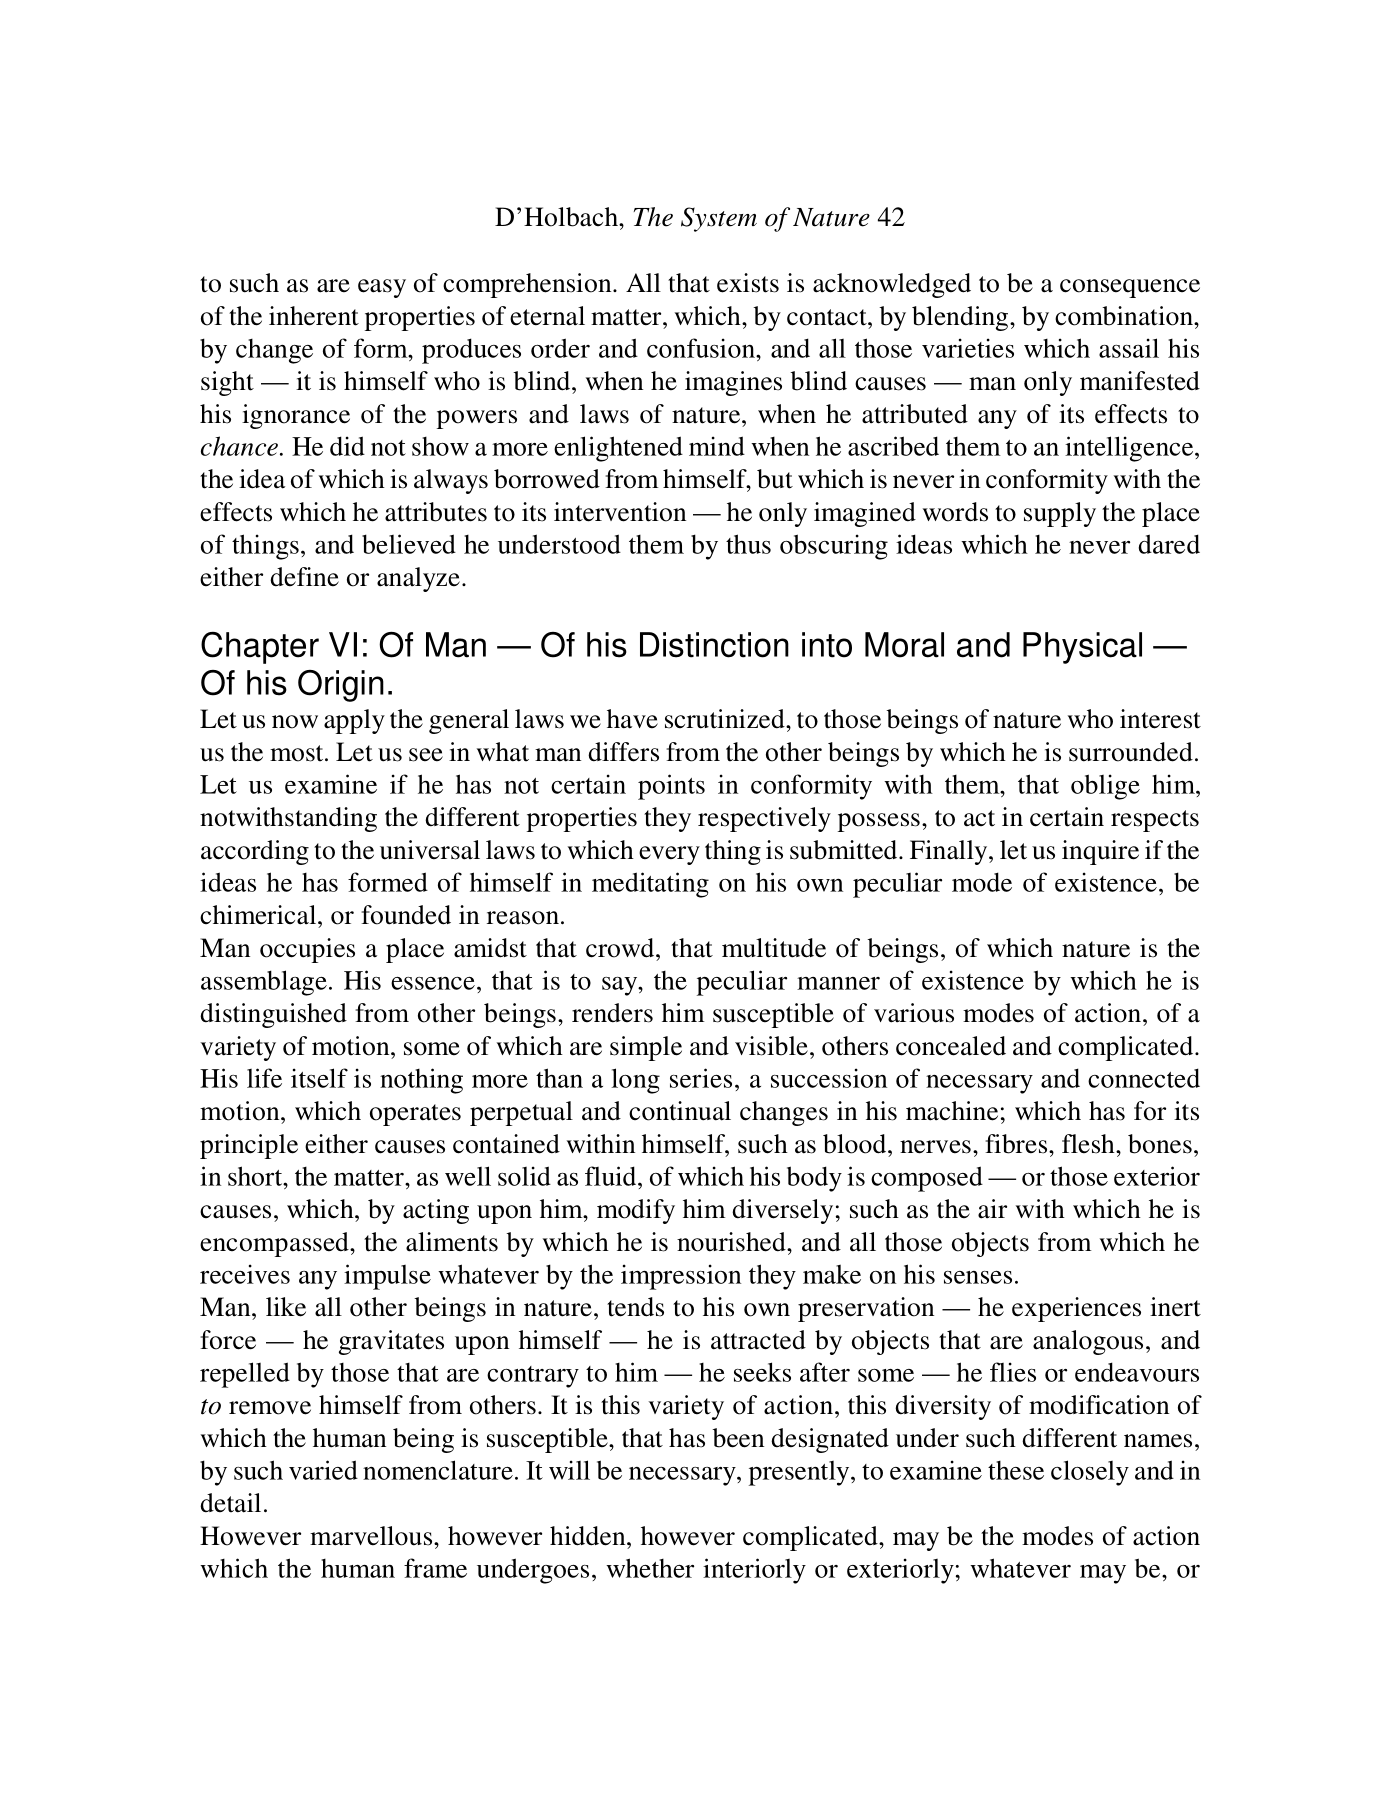 D’Holbach, The System of Nature 42
to such as are easy of comprehension. All that exists is acknowledged to be a consequence
of the inherent properties of eternal matter, which, by contact, by blending, by combination,
by change of form, produces order and confusion, and all those varieties which assail his
sight — it is himself who is blind, when he imagines blind causes — man only manifested
his ignorance of the powers and laws of nature, when he attributed any of its effects to
chance. He did not show a more enlightened mind when he ascribed them to an intelligence,
the idea of which is always borrowed from himself, but which is never in conformity with the
effects which he attributes to its intervention — he only imagined words to supply the place
of things, and believed he understood them by thus obscuring ideas which he never dared
either define or analyze.
Chapter VI: Of Man — Of his Distinction into Moral and Physical —
Of his Origin.
Let us now apply the general laws we have scrutinized, to those beings of nature who interest
us the most. Let us see in what man differs from the other beings by which he is surrounded.
Let us examine if he has not certain points in conformity with them, that oblige him,
notwithstanding the different properties they respectively possess, to act in certain respects
according to the universal laws to which every thing is submitted. Finally, let us inquire if the
ideas he has formed of himself in meditating on his own peculiar mode of existence, be
chimerical, or founded in reason.
Man occupies a place amidst that crowd, that multitude of beings, of which nature is the
assemblage. His essence, that is to say, the peculiar manner of existence by which he is
distinguished from other beings, renders him susceptible of various modes of action, of a
variety of motion, some of which are simple and visible, others concealed and complicated.
His life itself is nothing more than a long series, a succession of necessary and connected
motion, which operates perpetual and continual changes in his machine; which has for its
principle either causes contained within himself, such as blood, nerves, fibres, flesh, bones,
in short, the matter, as well solid as fluid, of which his body is composed — or those exterior
causes, which, by acting upon him, modify him diversely; such as the air with which he is
encompassed, the aliments by which he is nourished, and all those objects from which he
receives any impulse whatever by the impression they make on his senses.
Man, like all other beings in nature, tends to his own preservation — he experiences inert
force — he gravitates upon himself — he is attracted by objects that are analogous, and
repelled by those that are contrary to him — he seeks after some — he flies or endeavours
to remove himself from others. It is this variety of action, this diversity of modification of
which the human being is susceptible, that has been designated under such different names,
by such varied nomenclature. It will be necessary, presently, to examine these closely and in
detail.
However marvellous, however hidden, however complicated, may be the modes of action
which the human frame undergoes, whether interiorly or exteriorly; whatever may be, or